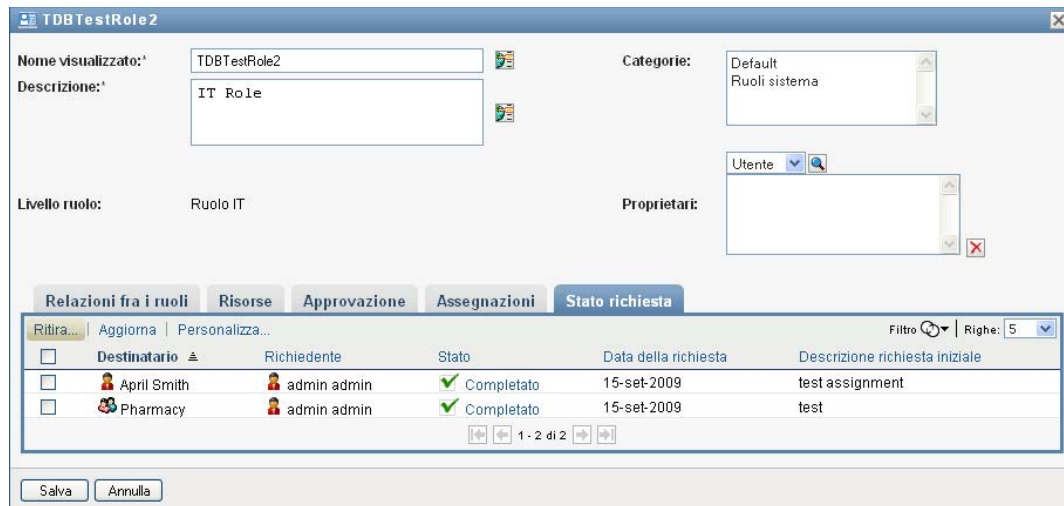 TDBTestRole2
Nome visualizzato:* TDBTestRole2 Categorie: Default
Ruoli sistema
Descrizione:* IT Role
Utente
Livello ruolo: Ruolo IT Proprietari:
Relazioni fra i ruoli Risorse Approvazione Assegnazioni Stato richiesta
Ritira... | Aggiorna | Personalizza... Filtro | Righe: 5
Destinatario Richiedente Stato Data della richiesta Descrizione richiesta iniziale
April Smith admin admin Completato 15-set-2009 test assignment
Pharmacy admin admin Completato 15-set-2009 test
1 - 2 di 2
Salva Annulla